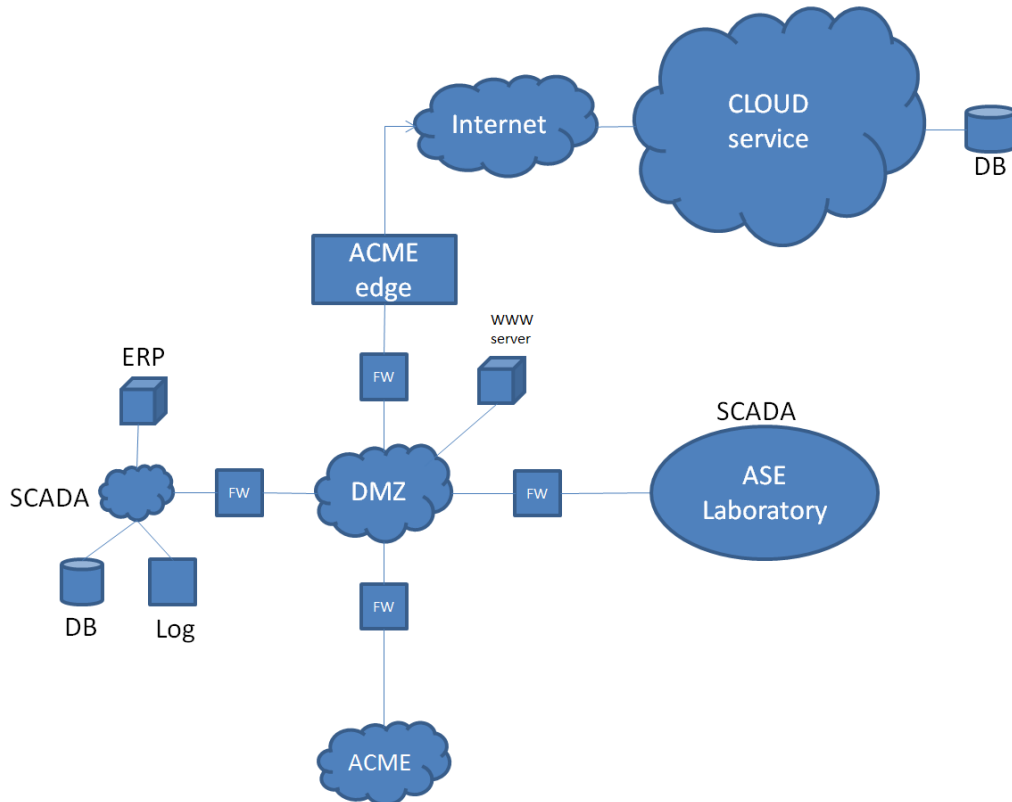 CLOUD
service
Internet
DB
ACME
edge
WWW
server
FW
ERP
SCADA
ASE
Laboratory
SCADA
FW
DMZ
FW
DB
Log
FW
ACME